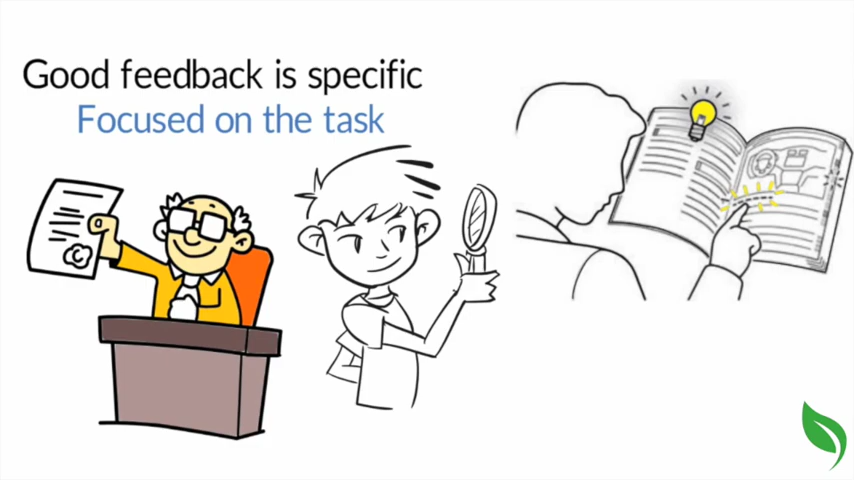 Good feedback is specific
Focused on the task